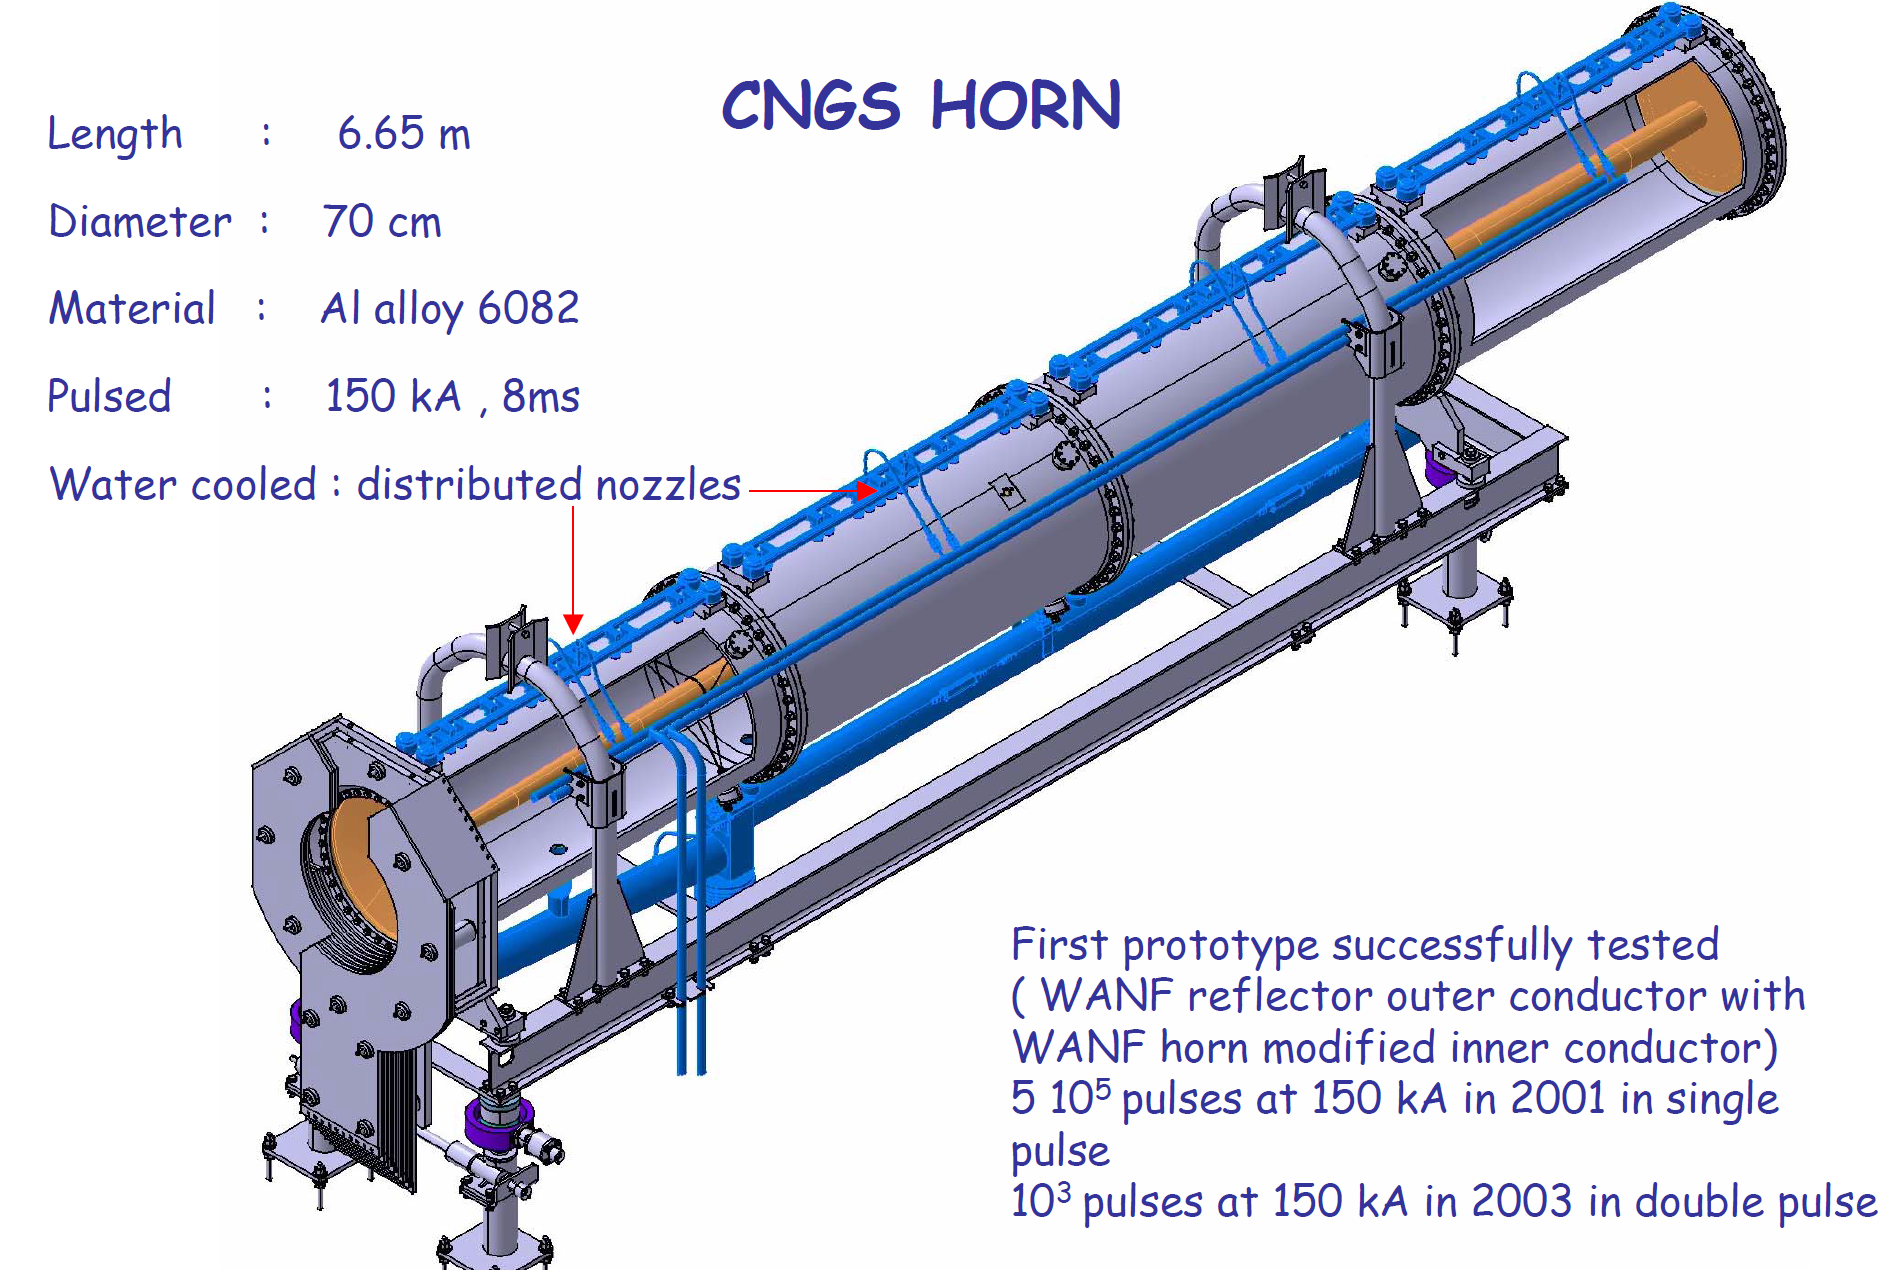 CNGS HORN
Length : 6.65 m
Diameter : 70 cm
Material : Al alloy 6082
Pulsed : 150 kA , 8ms
Water cooled : distributed nozzles
First prototype successfully tested
( WANF reflector outer conductor with
WANF horn modified inner conductor)
5 10⁵ pulses at 150 kA in 2001 in single
pulse
10³ pulses at 150 kA in 2003 in double pulse